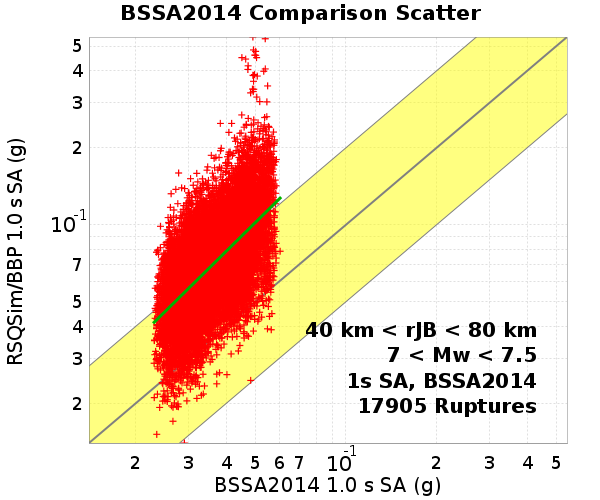 BSSA2014 Comparison Scatter
RSQSim/BBP 1.0 s SA (g)
5
4
3
2
10-1
7
5
4
3
2
40 km < rJB < 80 km
7 < Mw < 7.5
1s SA, BSSA2014
17905 Ruptures
2 3 4 5 6 7 10-1 2 3 4 5
BSSA2014 1.0 s SA (g)